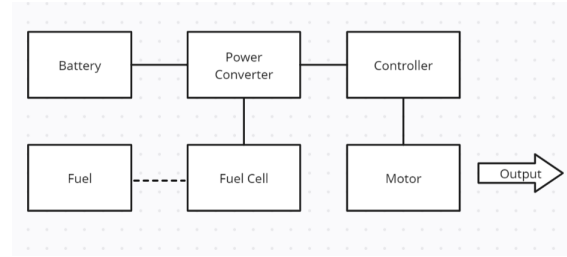 Battery
Power
Converter
Controller
Fuel
Fuel Cell
Motor
Output